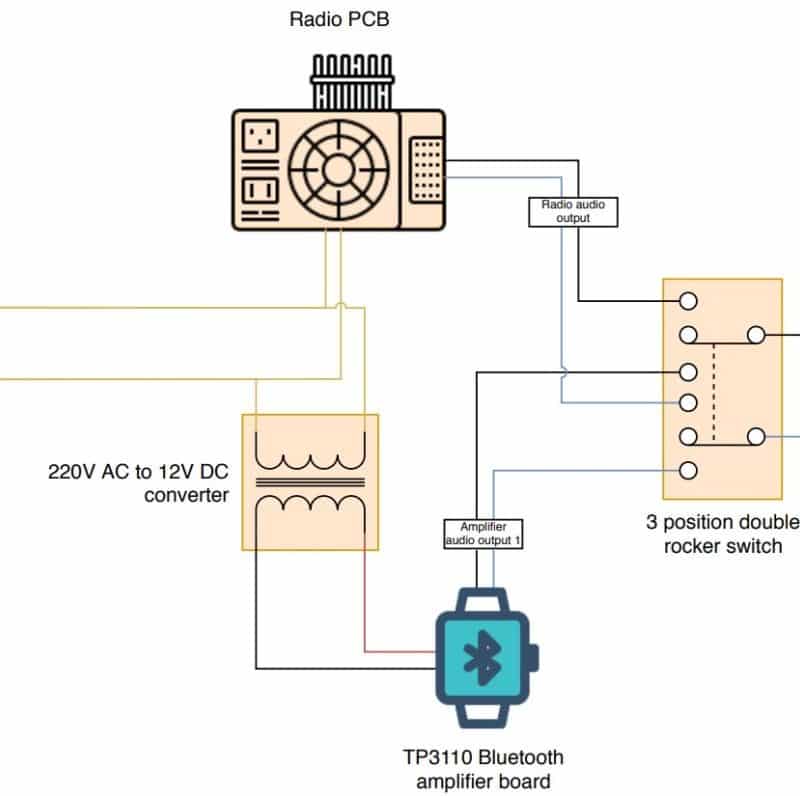 Radio PCB
Radio audio
output
220V AC to 12V DC
converter
Amplifier
audio output 1
3 position double
rocker switch
TP3110 Bluetooth
amplifier board